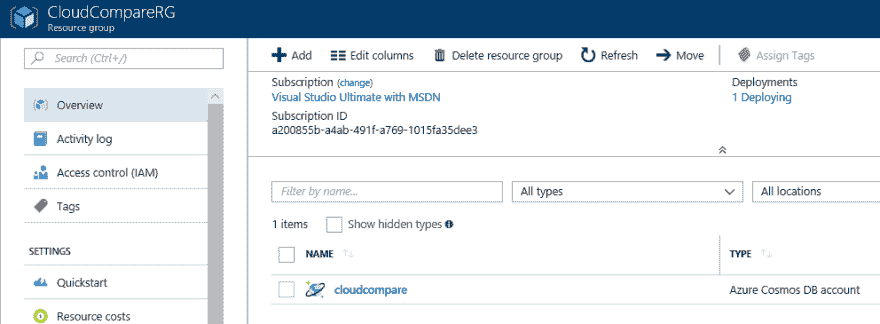 CloudCompareRG
Resource group
Search (Ctrl+/)
Overview
Activity log
Access control (IAM)
Tags
SETTINGS
Quickstart
Resource costs
Add Edit columns Delete resource group Refresh Move Assign Tags
Subscription (change)
Visual Studio Ultimate with MSDN
Subscription ID
a200855b-a4ab-491f-a769-1015fa35dee3
Deployments
1 Deploying
Filter by name...
All types
All locations
1 items Show hidden types
NAME TYPE
cloudcompare Azure Cosmos DB account